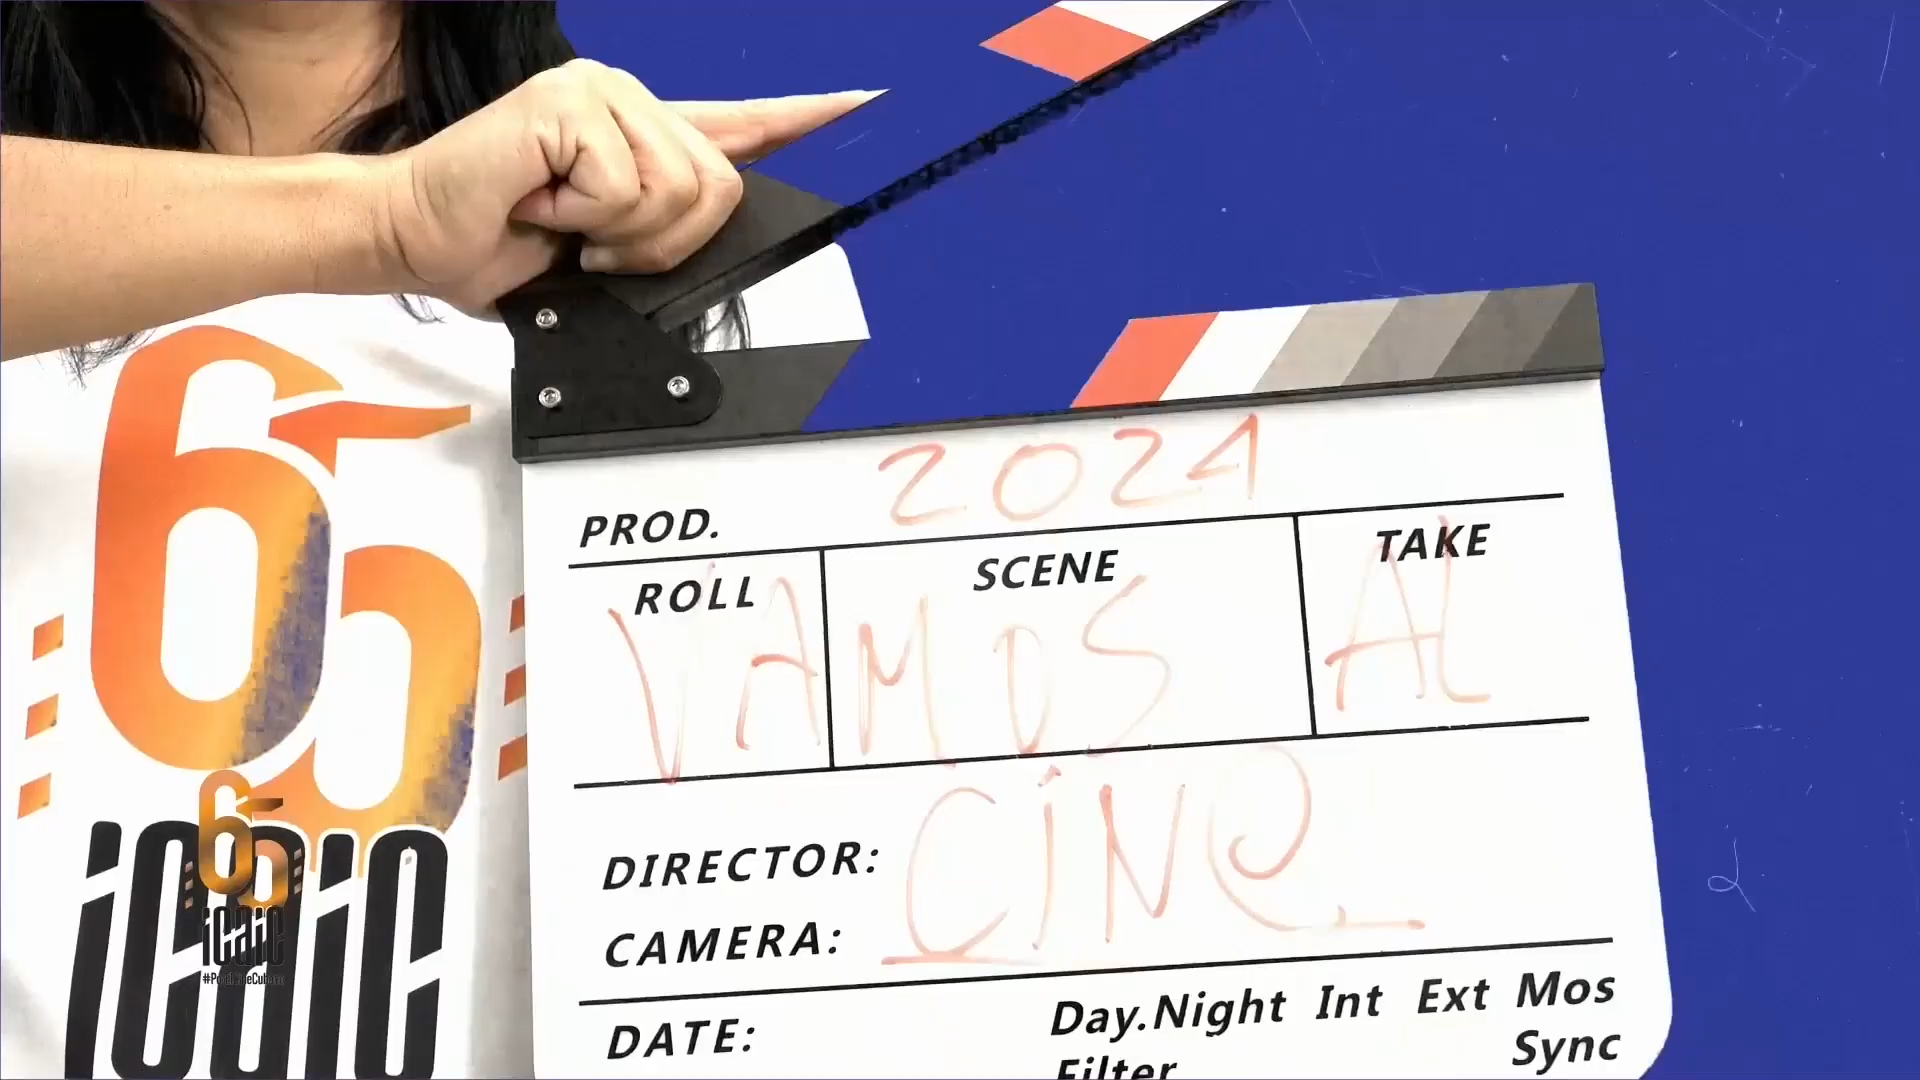 2024
PROD.
ROLL SCENE TAKE
VAMOS AL
CINE
DIRECTOR:
CAMERA:
DATE: Day.Night Int Ext Mos
Filter Sync
65
icaic
65
icaic